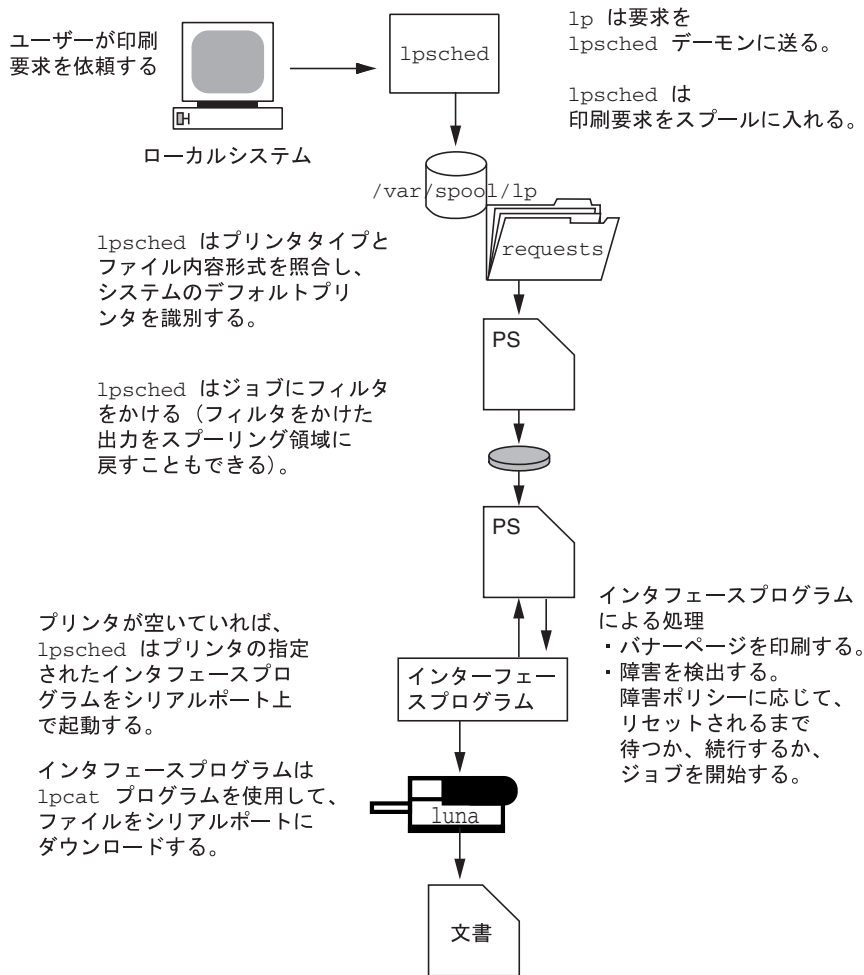 ユーザーが印刷
要求を依頼する
ローカルシステム
lpsched
lp は要求を
lpsched デーモンに送る。
lpsched は
印刷要求をスプールに入れる。
/var/spool/lp
requests
lpsched はプリンタタイプと
ファイル内容形式を照合し、
システムのデフォルトプリ
ンタを識別する。
PS
lpsched はジョブにフィルタ
をかける（フィルタをかけた
出力をスプーリング領域に
戻すこともできる）。
PS
プリンタが空いていれば、
lpsched はプリンタの指定
されたインタフェースプロ
グラムをシリアルポート上
で起動する。
インターフェー
スプログラム
インタフェースプログラム
による処理
・バナーページを印刷する。
・障害を検出する。
障害ポリシーに応じて、
リセットされるまで
待つか、続行するか、
ジョブを開始する。
インタフェースプログラムは
lpcat プログラムを使用して、
ファイルをシリアルポートに
ダウンロードする。
luna
文書